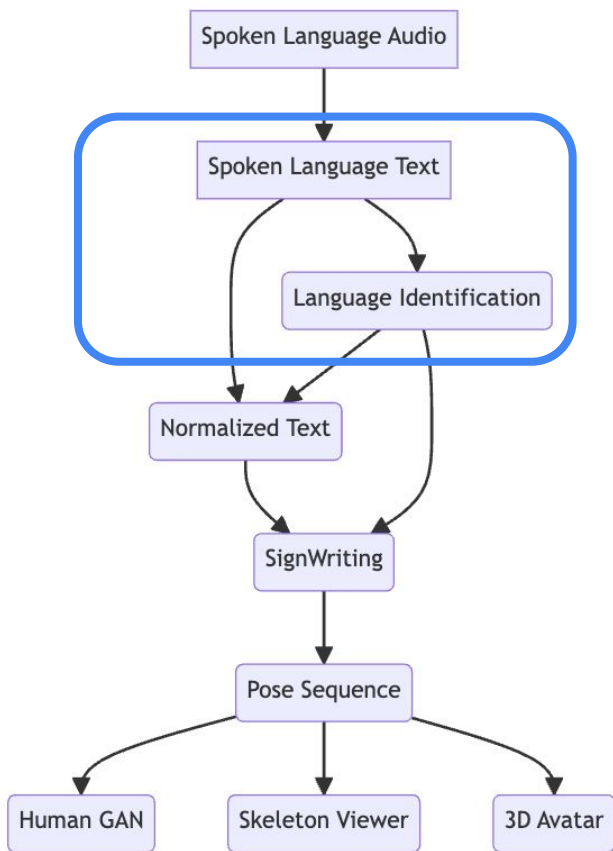 Spoken Language Audio
Spoken Language Text
Language Identification
Normalized Text
SignWriting
Pose Sequence
Human GAN
Skeleton Viewer
3D Avatar